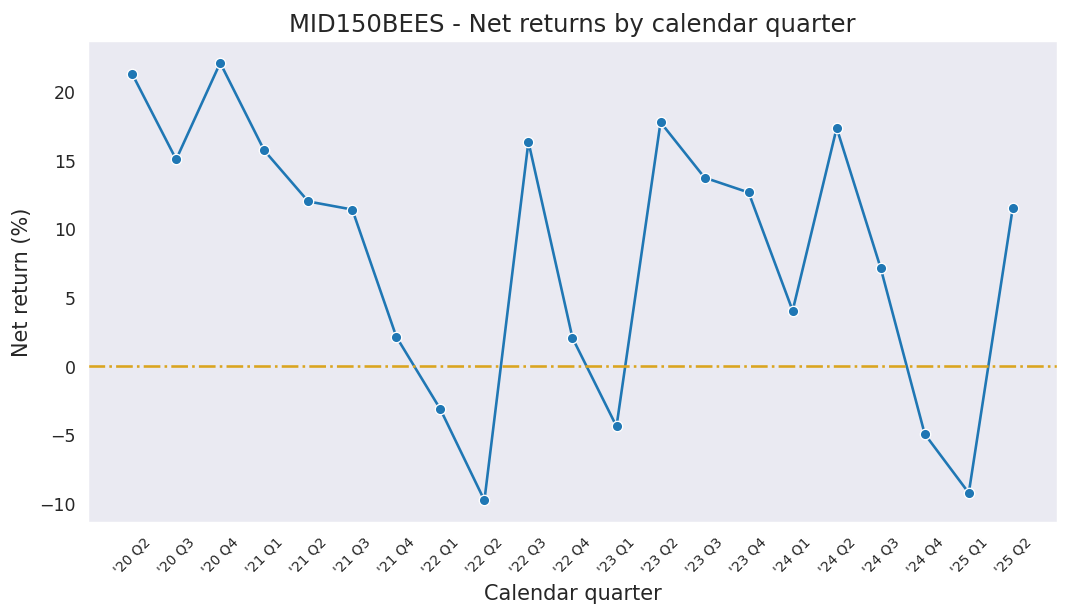 MID150BEES - Net returns by calendar quarter
Net return (%)
20
15
10
5
0
−5
−10
'20 Q2
'20 Q3
'20 Q4
'21 Q1
'21 Q2
'21 Q3
'21 Q4
'22 Q1
'22 Q2
'22 Q3
'22 Q4
'23 Q1
'23 Q2
'23 Q3
'23 Q4
'24 Q1
'24 Q2
'24 Q3
'24 Q4
'25 Q1
'25 Q2
Calendar quarter